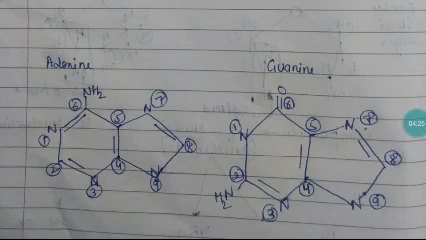 Adenine
Guanine
NH₂
⑥
N
⑦
⑤
N
①
②
④
⑧
N
③
N
⑨
O
⑥
①
N
⑤
N
⑦
⑧
②
H₂N
④
③
N
N
⑨
04:26